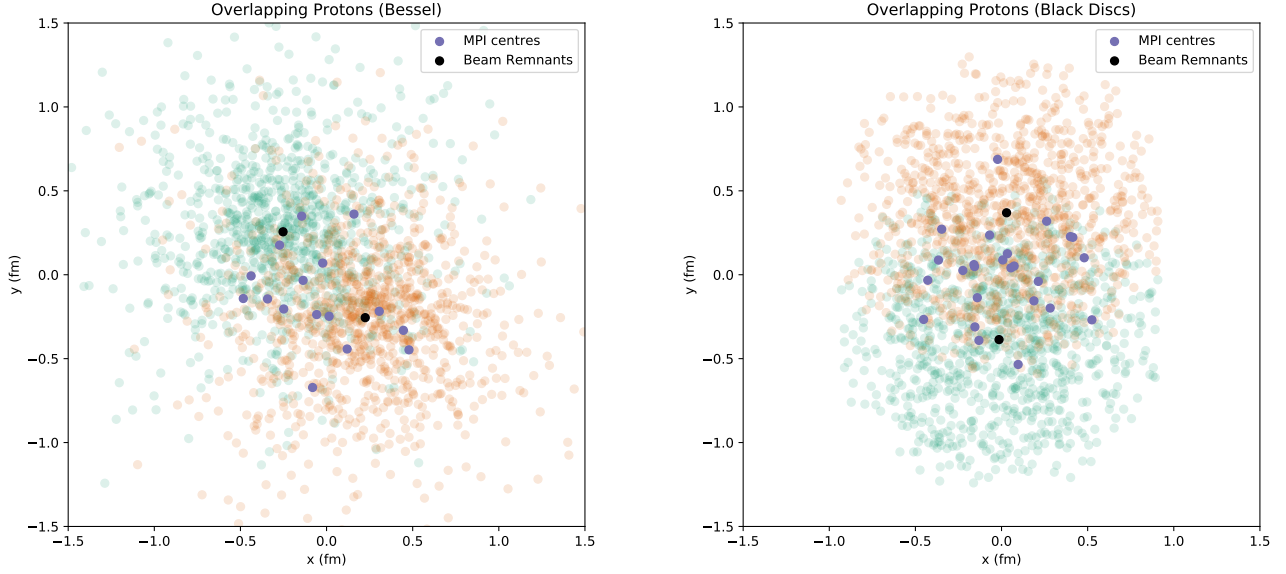 Overlapping Protons (Bessel)
MPI centres
Beam Remnants
1.5
1.0
0.5
0.0
−0.5
−1.0
−1.5
y (fm)
−1.5
−1.0
−0.5
0.0
0.5
1.0
1.5
x (fm)
Overlapping Protons (Black Discs)
MPI centres
Beam Remnants
1.5
1.0
0.5
0.0
−0.5
−1.0
−1.5
y (fm)
−1.5
−1.0
−0.5
0.0
0.5
1.0
1.5
x (fm)